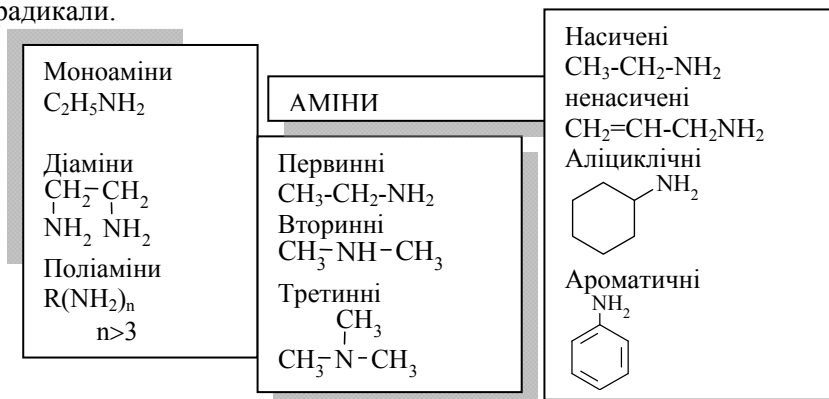 радикали.
Моноаміни
C₂H₅NH₂
Діаміни
CH₂-CH₂
NH₂ NH₂
Поліаміни
R(NH₂)ₙ
n>3
АМІНИ
Первинні
CH₃-CH₂-NH₂
Вторинні
CH₃-NH-CH₃
Третинні
CH₃
CH₃-N-CH₃
Насичені
CH₃-CH₂-NH₂
ненасичені
CH₂=CH-CH₂NH₂
Аліциклічні
NH₂
Ароматичні
NH₂